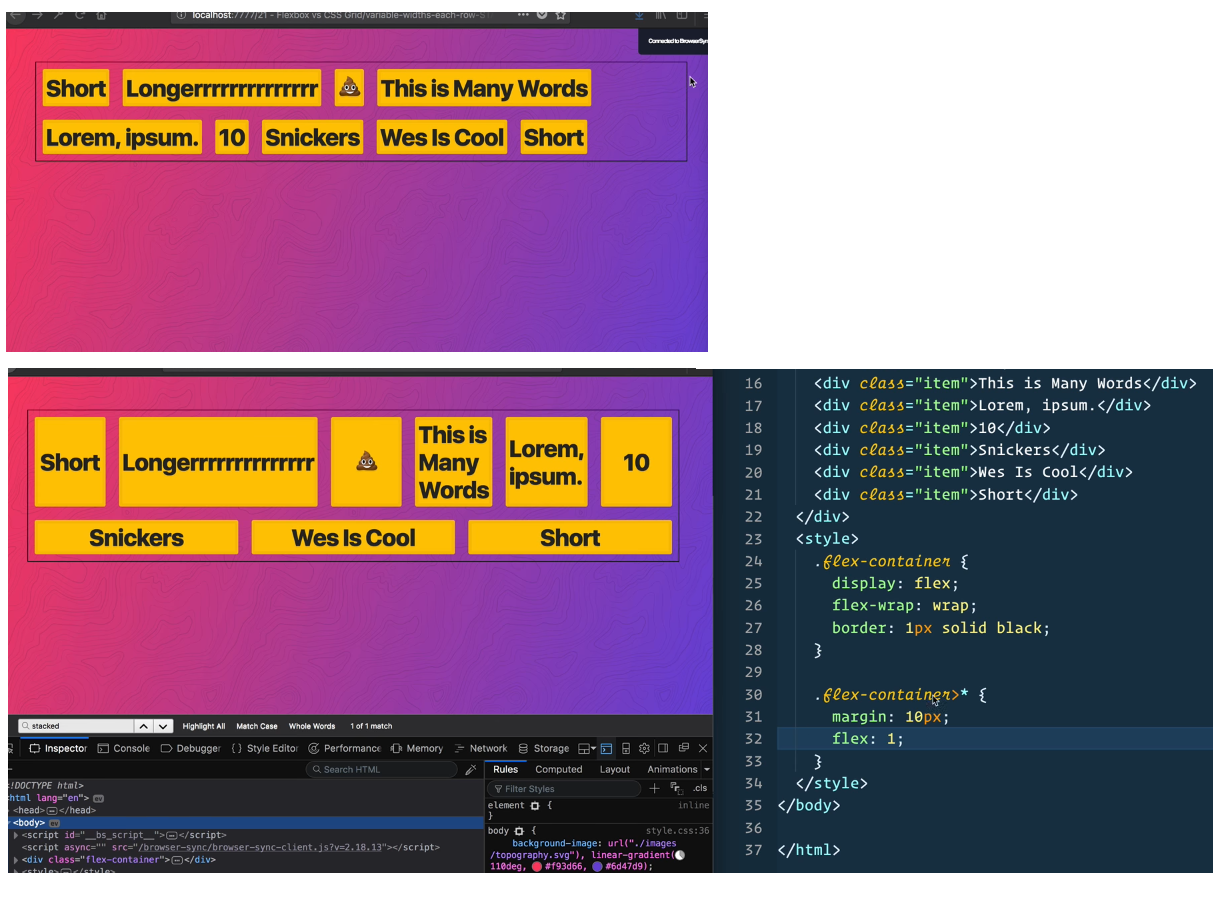 localhost:7777/21 - Flexbox vs CSS Grid/variable-widths-each-row-S
Connected to BrowserSyn
Short Longerrrrrrrrrrrrrr 💩 This is Many Words
Lorem, ipsum. 10 Snickers Wes Is Cool Short
Short Longerrrrrrrrrrrrrr 💩 This is Many Words Lorem, ipsum. 10
Snickers Wes Is Cool Short
stacked Highlight All Match Case Whole Words 1 of 1 match
Inspector Console Debugger Style Editor Performance Memory Network Storage
Search HTML
<!DOCTYPE html>
<html lang="en"> ev
<head></head>
<body> ev
<script id="__bs_script__"></script>
<script async="" src="/browser-sync/browser-sync-client.js?v=2.18.13"></script>
<div class="flex-container"></div>
<style></style>
Rules Computed Layout Animations
Filter Styles + .cls
element { inline
}
body { style.css:36
background-image: url("./images
/topography.svg"), linear-gradient(
110deg, #f93d66, #6d47d9);
16 <div class="item">This is Many Words</div>
17 <div class="item">Lorem, ipsum.</div>
18 <div class="item">10</div>
19 <div class="item">Snickers</div>
20 <div class="item">Wes Is Cool</div>
21 <div class="item">Short</div>
22 </div>
23 <style>
24 .flex-container {
25 display: flex;
26 flex-wrap: wrap;
27 border: 1px solid black;
28 }
29
30 .flex-container>* {
31 margin: 10px;
32 flex: 1;
33 }
34 </style>
35 </body>
36
37 </html>